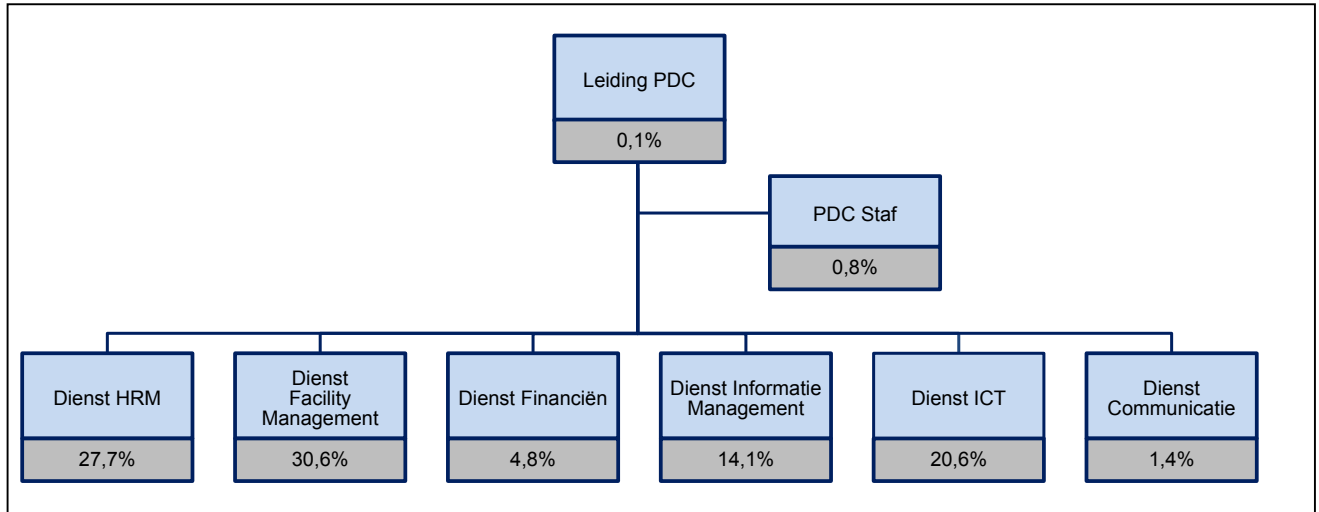 Leiding PDC
0,1%
PDC Staf
0,8%
Dienst HRM
27,7%
Dienst
Facility
Management
30,6%
Dienst Financiën
4,8%
Dienst Informatie
Management
14,1%
Dienst ICT
20,6%
Dienst
Communicatie
1,4%